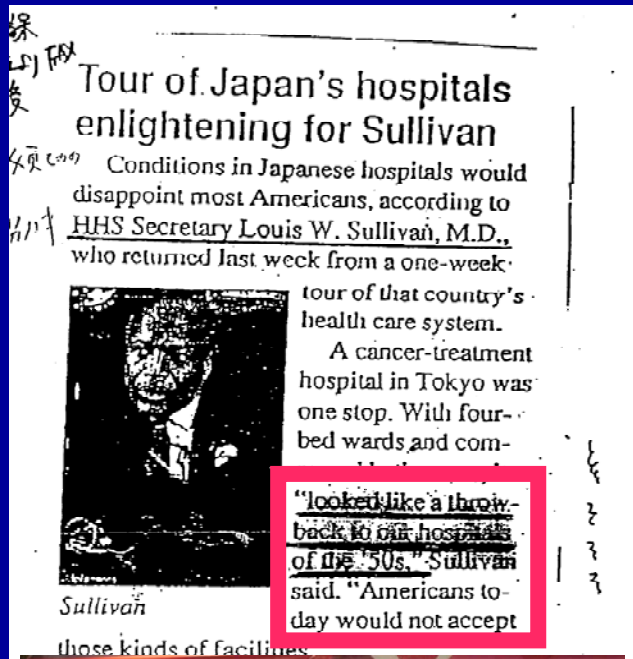 FAX
Tour of Japan's hospitals
enlightening for Sullivan
Conditions in Japanese hospitals would
disappoint most Americans, according to
HHS Secretary Louis W. Sullivan, M.D.,
who returned last week from a one-week
tour of that country's
health care system.
A cancer-treatment
hospital in Tokyo was
one stop. With four-
bed wards and com-
"looked like a throw-
back to our hospitals
of the '50s," Sullivan
said. "Americans to-
day would not accept
Sullivan
those kinds of facilities